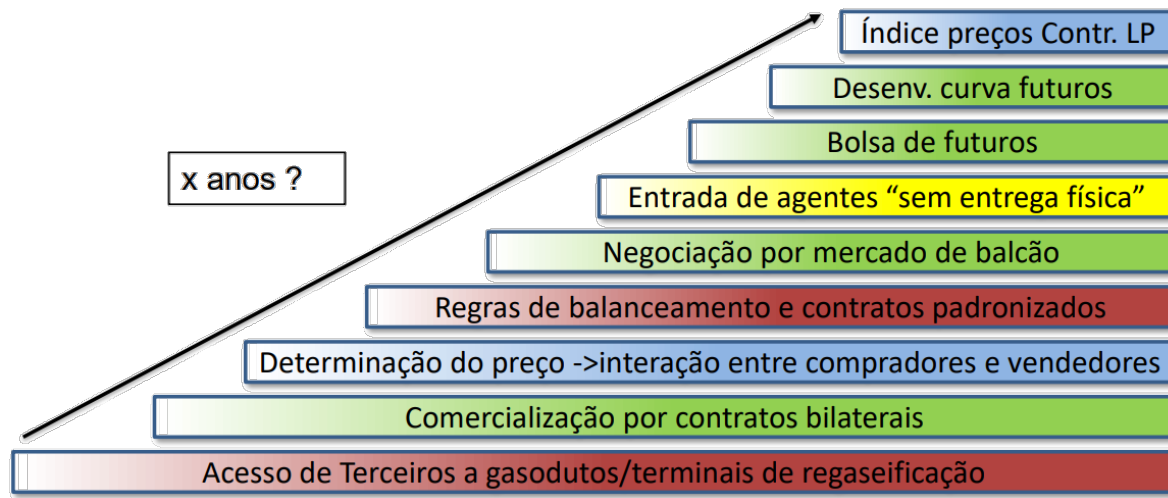 Índice preços Contr. LP
Desenv. curva futuros
Bolsa de futuros
x anos ?
Entrada de agentes “sem entrega física”
Negociação por mercado de balcão
Regras de balanceamento e contratos padronizados
Determinação do preço ->interação entre compradores e vendedores
Comercialização por contratos bilaterais
Acesso de Terceiros a gasodutos/terminais de regaseificação